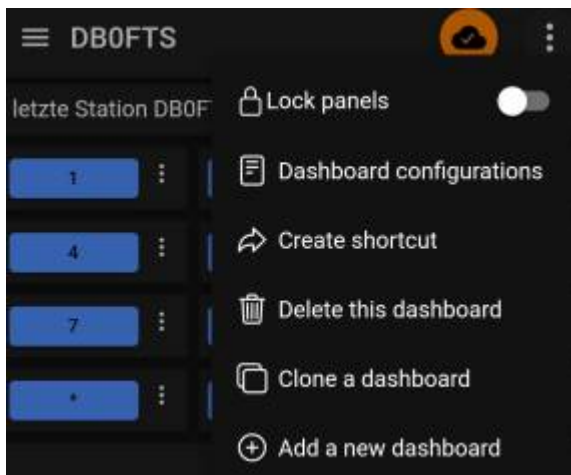 DB0FTS
letzte Station DB0F
Lock panels
1
Dashboard configurations
4
Create shortcut
7
Delete this dashboard
*
Clone a dashboard
Add a new dashboard